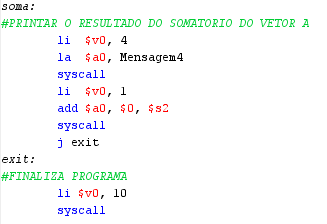 soma:
#PRINTAR O RESULTADO DO SOMATORIO DO VETOR A
li $v0, 4
la $a0, Mensagem4
syscall
li $v0, 1
add $a0, $0, $s2
syscall
j exit
exit:
#FINALIZA PROGRAMA
li $v0, 10
syscall